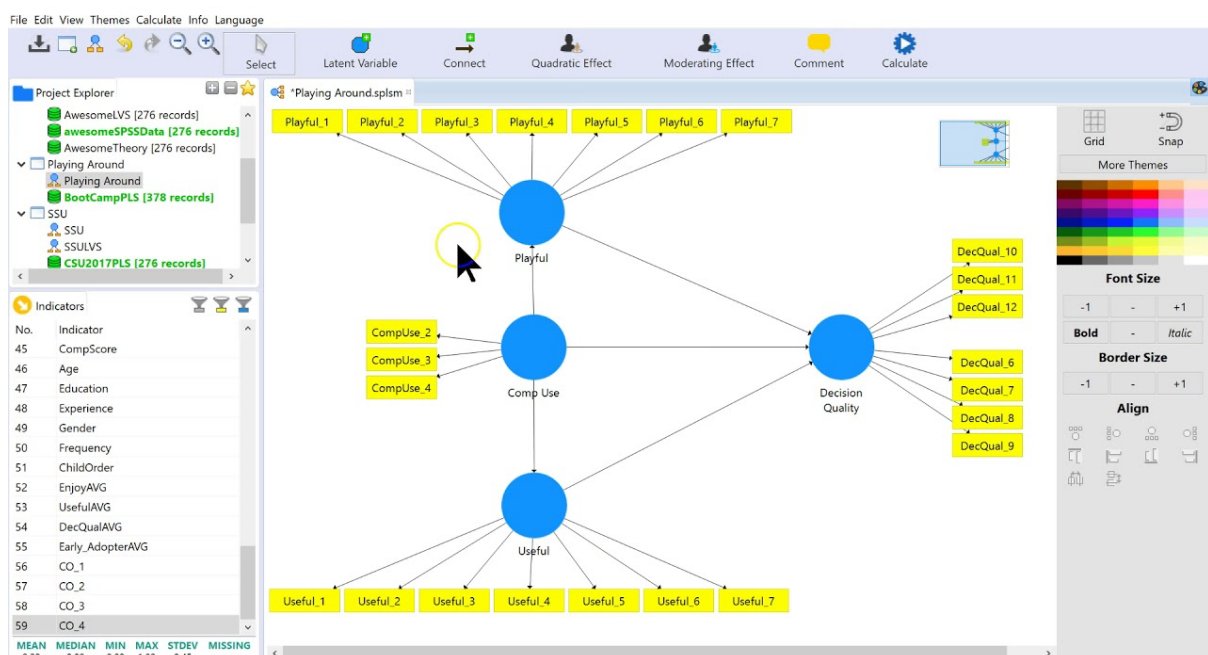 File Edit View Themes Calculate Info Language
Select
Latent Variable
Connect
Quadratic Effect
Moderating Effect
Comment
Calculate
Project Explorer
AwesomeLVS [276 records]
awesomeSPSSData [276 records]
AwesomeTheory [276 records]
Playing Around
Playing Around
BootCampPLS [378 records]
SSU
SSU
SSULVS
CSU2017PLS [276 records]
Indicators
No. Indicator
45 CompScore
46 Age
47 Education
48 Experience
49 Gender
50 Frequency
51 ChildOrder
52 EnjoyAVG
53 UsefulAVG
54 DecQualAVG
55 Early_AdopterAVG
56 CO_1
57 CO_2
58 CO_3
59 CO_4
MEAN MEDIAN MIN MAX STDEV MISSING
*Playing Around.splsm
Playful_1 Playful_2 Playful_3 Playful_4 Playful_5 Playful_6 Playful_7
Playful
CompUse_2
CompUse_3
CompUse_4
Comp Use
Decision
Quality
DecQual_10
DecQual_11
DecQual_12
DecQual_6
DecQual_7
DecQual_8
DecQual_9
Useful
Useful_1 Useful_2 Useful_3 Useful_4 Useful_5 Useful_6 Useful_7
Grid
Snap
More Themes
Font Size
-1 - +1
Bold - Italic
Border Size
-1 - +1
Align